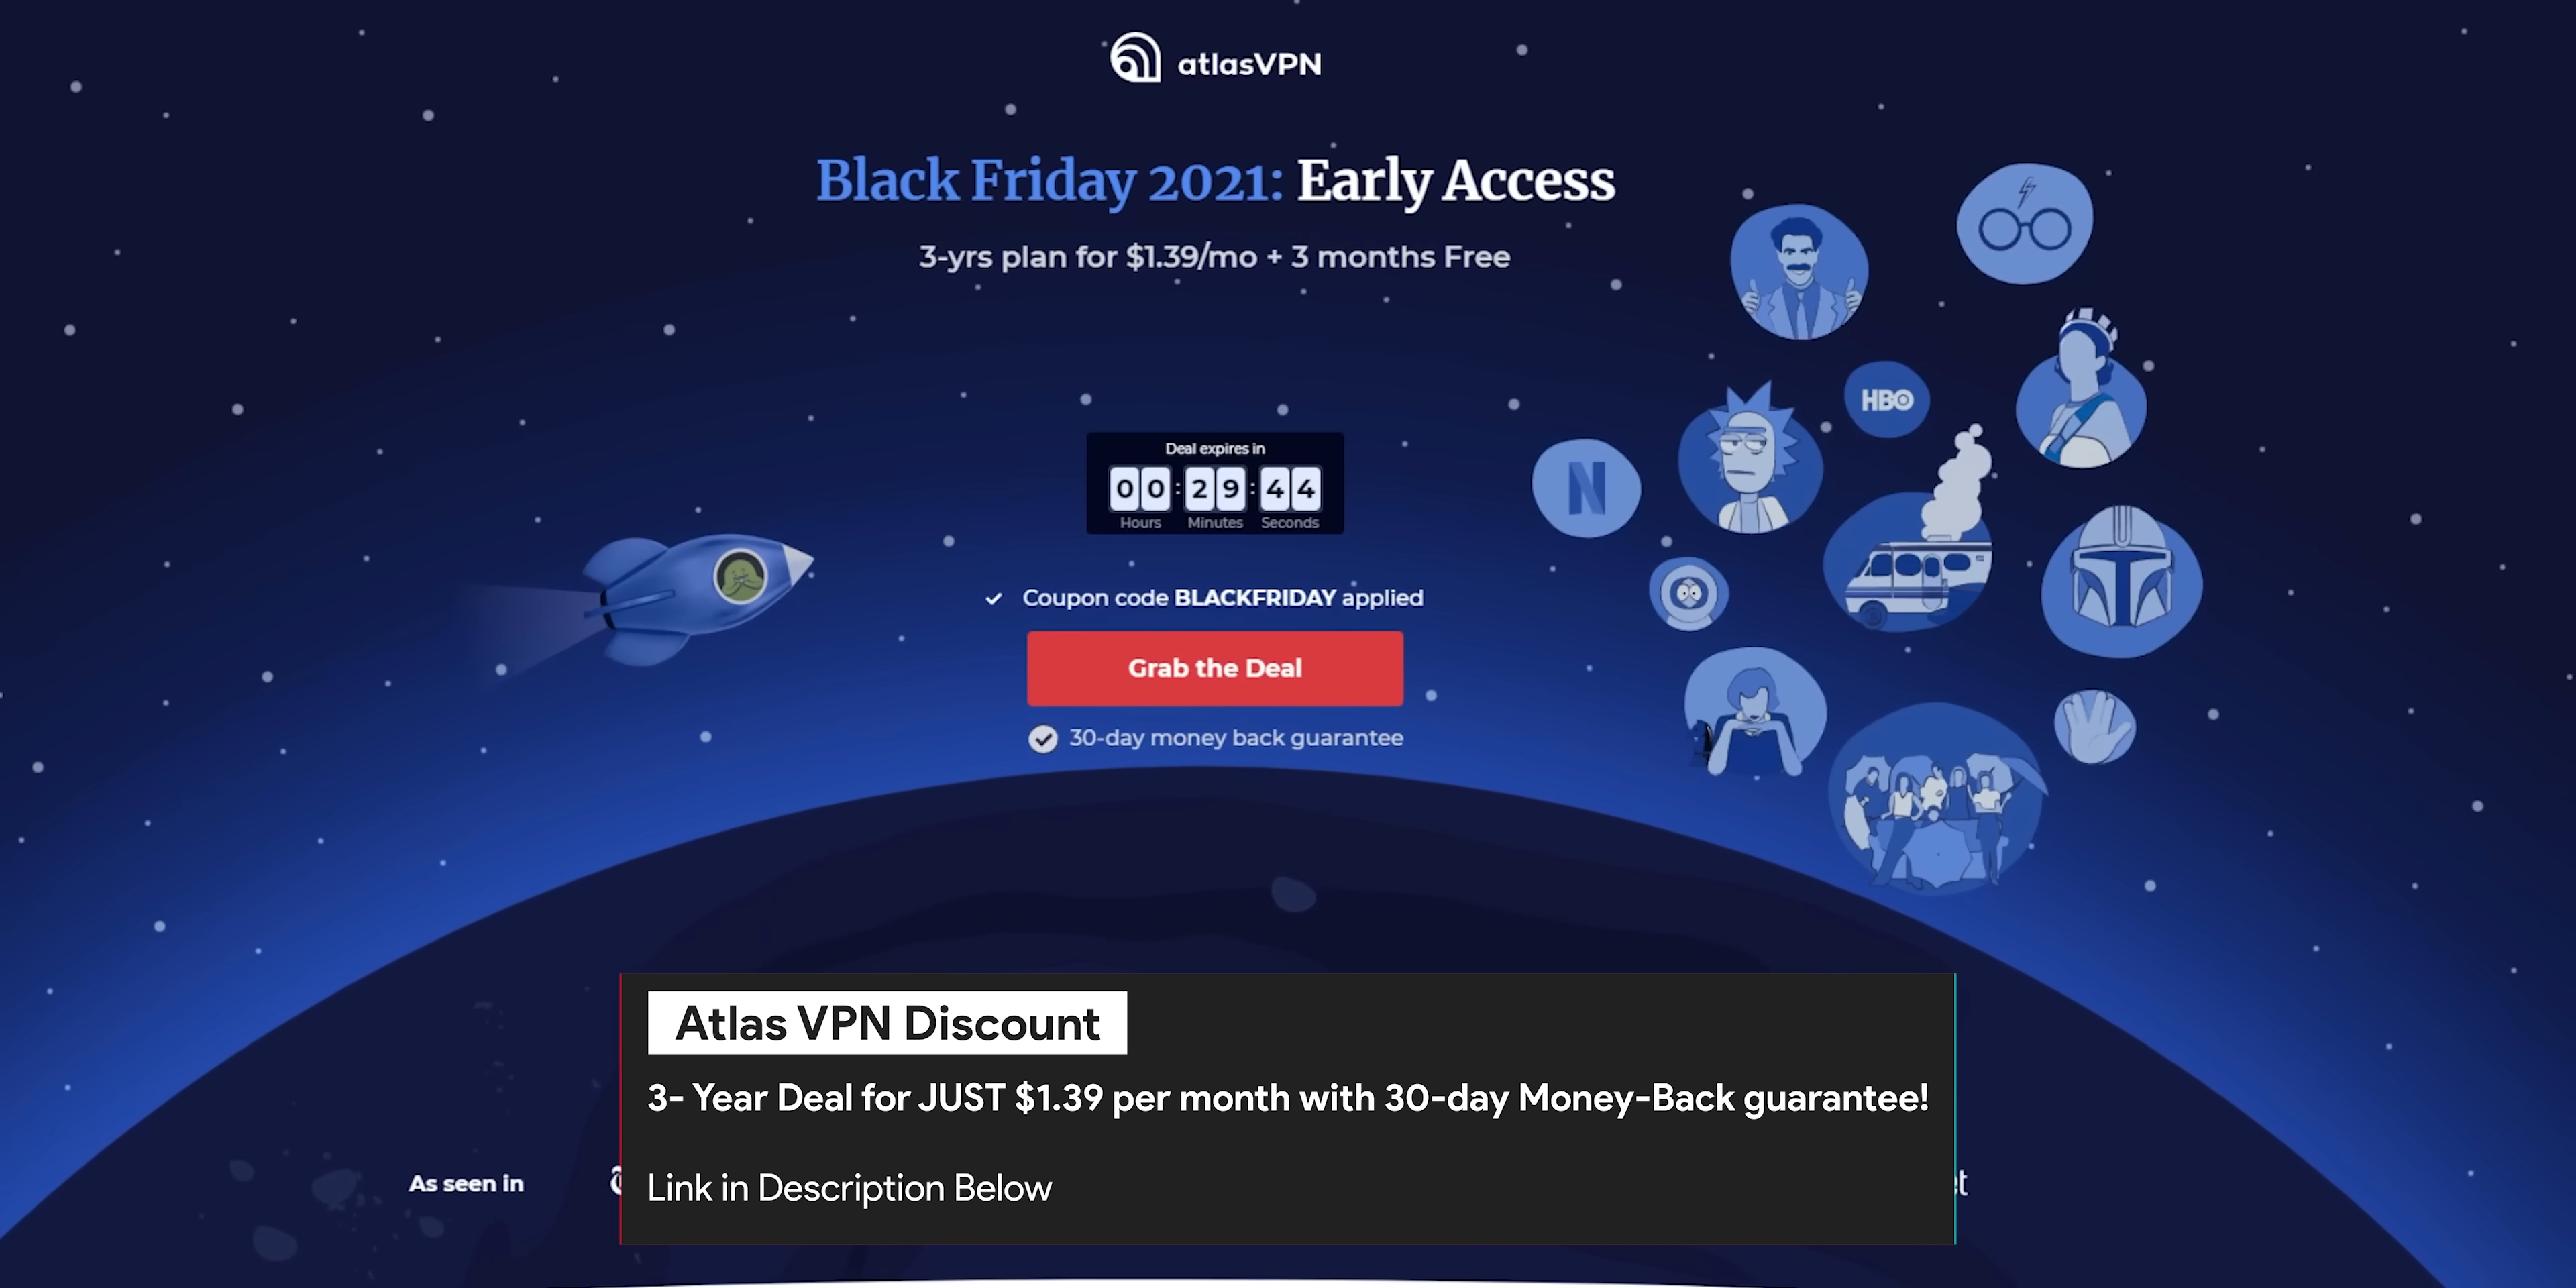 atlasVPN
Black Friday 2021: Early Access
3-yrs plan for $1.39/mo + 3 months Free
HBO
N
Deal expires in
00:29:44
Hours Minutes Seconds
Coupon code BLACKFRIDAY applied
Grab the Deal
30-day money back guarantee
Atlas VPN Discount
3- Year Deal for JUST $1.39 per month with 30-day Money-Back guarantee!
As seen in
Link in Description Below